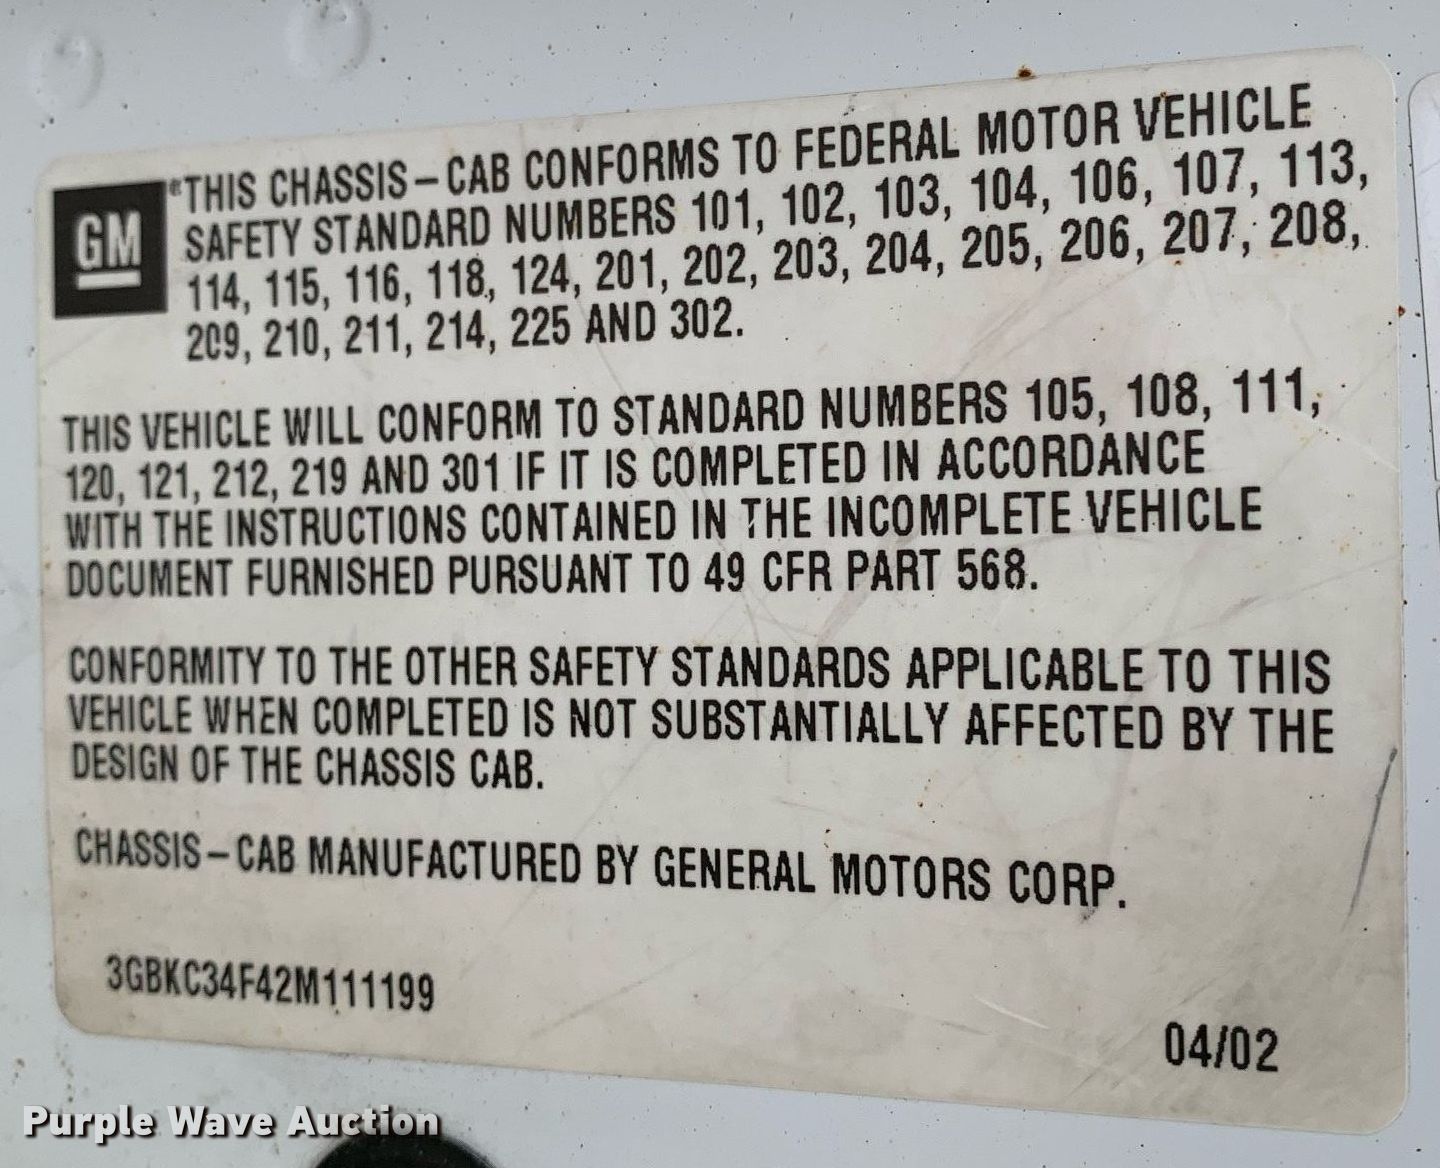 GM
®THIS CHASSIS–CAB CONFORMS TO FEDERAL MOTOR VEHICLE
SAFETY STANDARD NUMBERS 101, 102, 103, 104, 106, 107, 113,
114, 115, 116, 118, 124, 201, 202, 203, 204, 205, 206, 207, 208,
209, 210, 211, 214, 225 AND 302.
THIS VEHICLE WILL CONFORM TO STANDARD NUMBERS 105, 108, 111,
120, 121, 212, 219 AND 301 IF IT IS COMPLETED IN ACCORDANCE
WITH THE INSTRUCTIONS CONTAINED IN THE INCOMPLETE VEHICLE
DOCUMENT FURNISHED PURSUANT TO 49 CFR PART 568.
CONFORMITY TO THE OTHER SAFETY STANDARDS APPLICABLE TO THIS
VEHICLE WHEN COMPLETED IS NOT SUBSTANTIALLY AFFECTED BY THE
DESIGN OF THE CHASSIS CAB.
CHASSIS–CAB MANUFACTURED BY GENERAL MOTORS CORP.
3GBKC34F42M111199
04/02
Purple Wave Auction